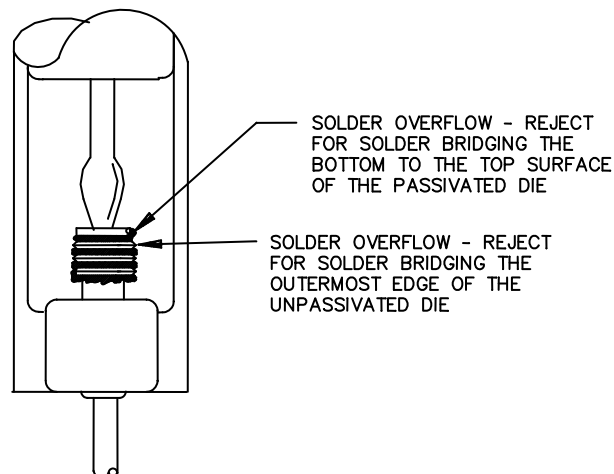 SOLDER OVERFLOW - REJECT
FOR SOLDER BRIDGING THE
BOTTOM TO THE TOP SURFACE
OF THE PASSIVATED DIE
SOLDER OVERFLOW - REJECT
FOR SOLDER BRIDGING THE
OUTERMOST EDGE OF THE
UNPASSIVATED DIE